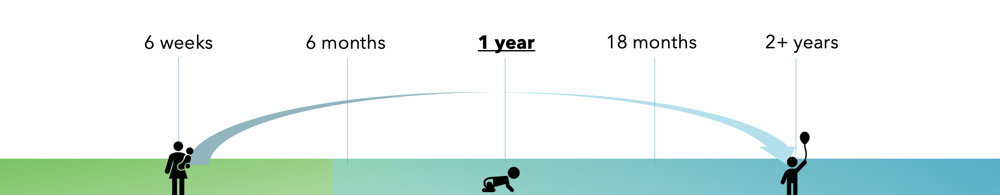 6 weeks
6 months
1 year
18 months
2+ years